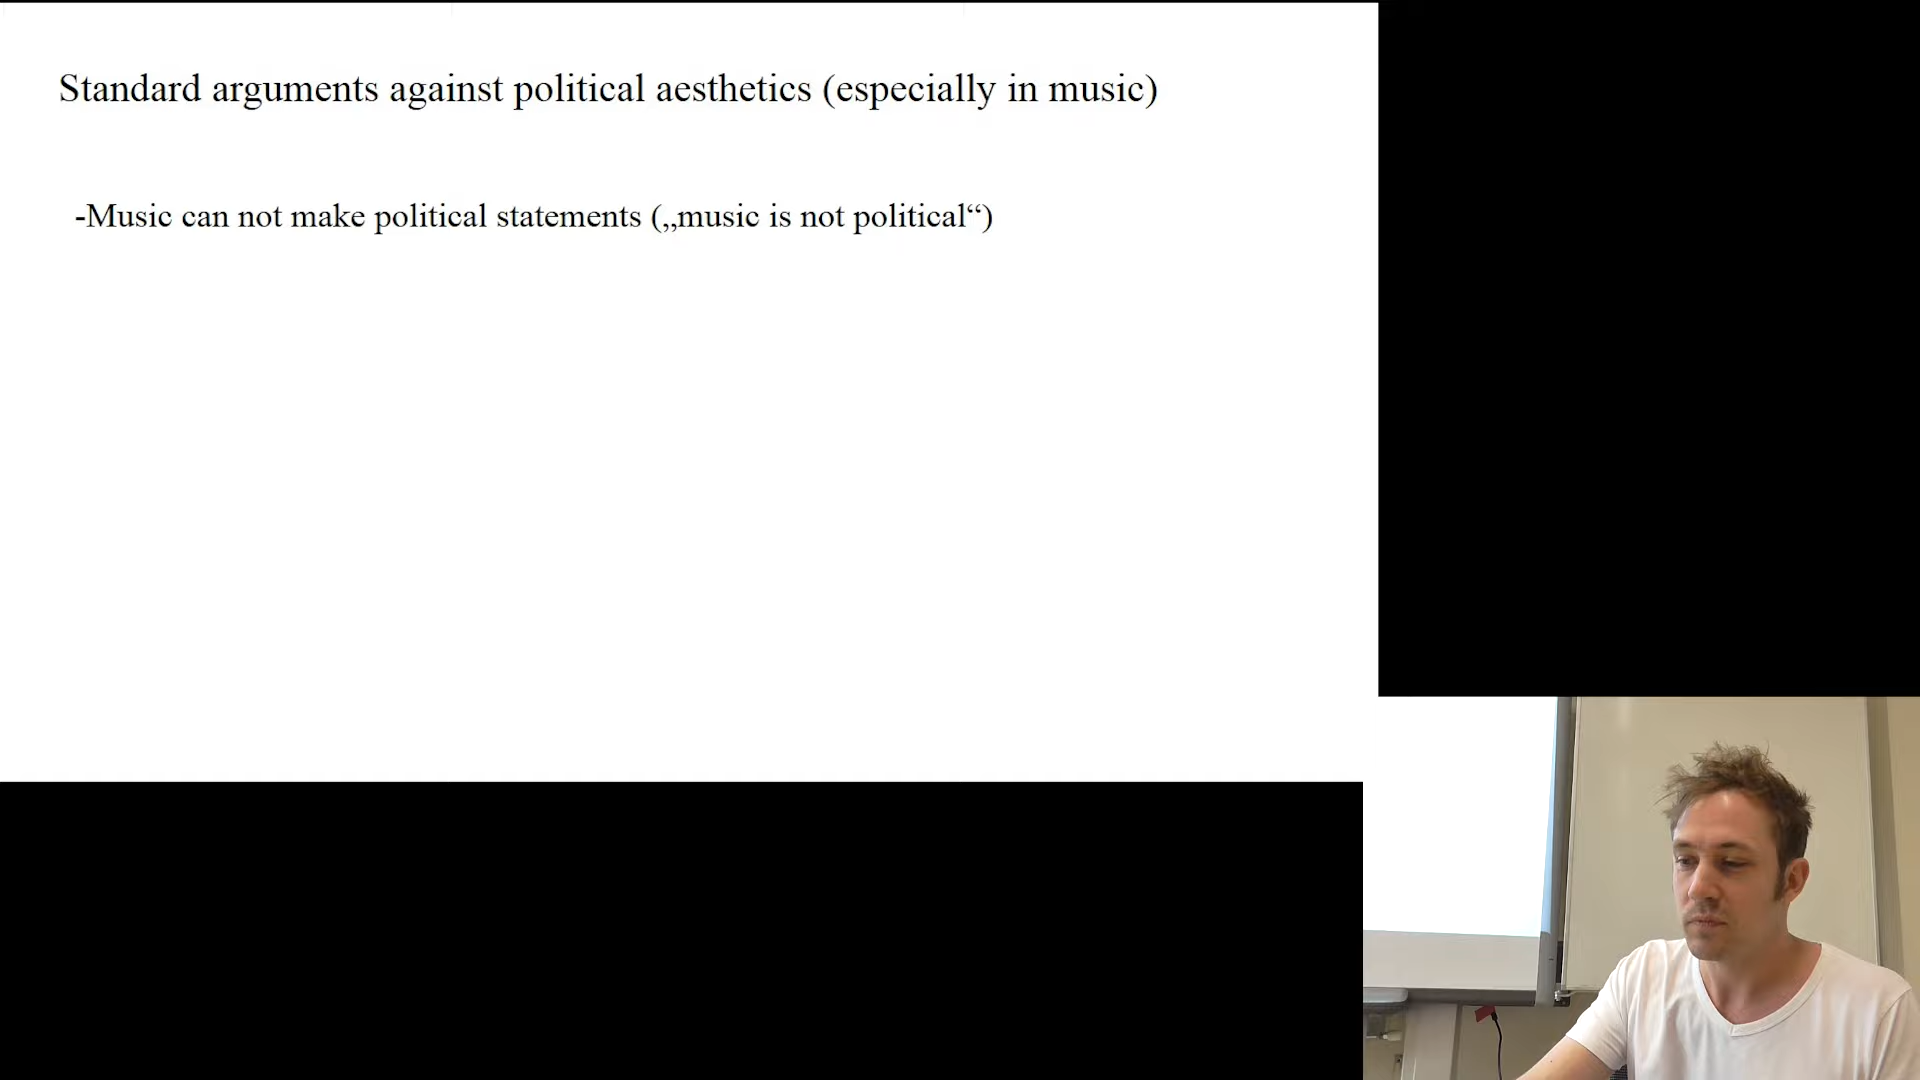 Standard arguments against political aesthetics (especially in music)
-Music can not make political statements („music is not political“)